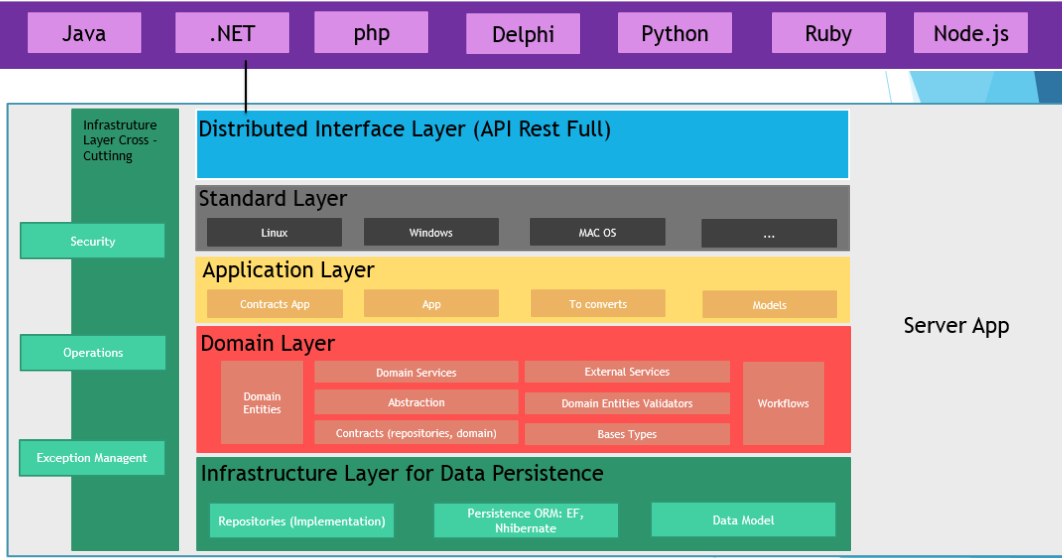 Java
.NET
php
Delphi
Python
Ruby
Node.js
Infrastruture
Layer Cross -
Cuttinng
Security
Operations
Exception Managent
Distributed Interface Layer (API Rest Full)
Standard Layer
Linux
Windows
MAC OS
...
Application Layer
Contracts App
App
To converts
Models
Domain Layer
Domain
Entities
Domain Services
Abstraction
Contracts (repositories, domain)
External Services
Domain Entities Validators
Bases Types
Workflows
Infrastructure Layer for Data Persistence
Repositories (Implementation)
Persistence ORM: EF,
Nhibernate
Data Model
Server App